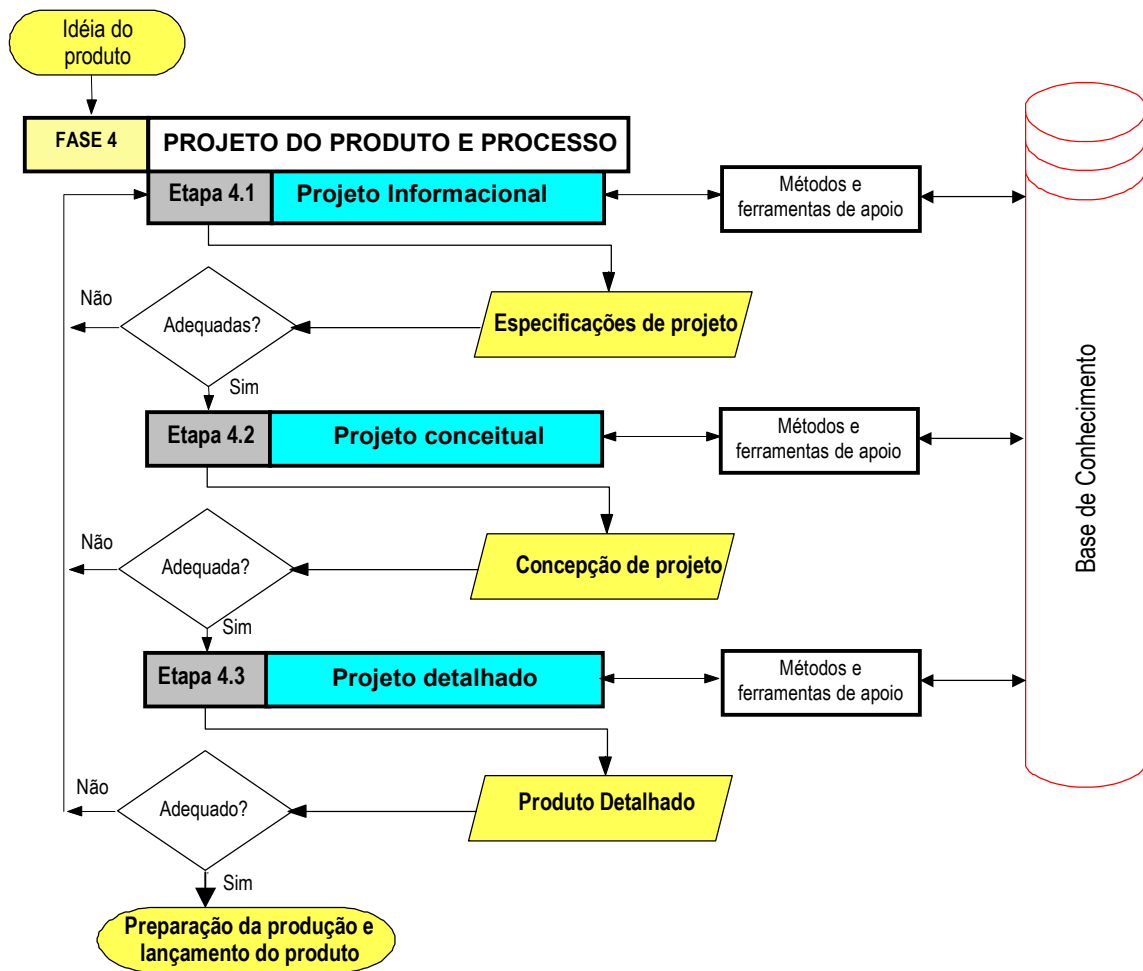 Idéia do
produto
FASE 4
PROJETO DO PRODUTO E PROCESSO
Etapa 4.1
Projeto Informacional
Métodos e
ferramentas de apoio
Não
Adequadas?
Especificações de projeto
Sim
Etapa 4.2
Projeto conceitual
Métodos e
ferramentas de apoio
Base de Conhecimento
Não
Adequada?
Concepção de projeto
Sim
Etapa 4.3
Projeto detalhado
Métodos e
ferramentas de apoio
Não
Adequado?
Produto Detalhado
Sim
Preparação da produção e
lançamento do produto